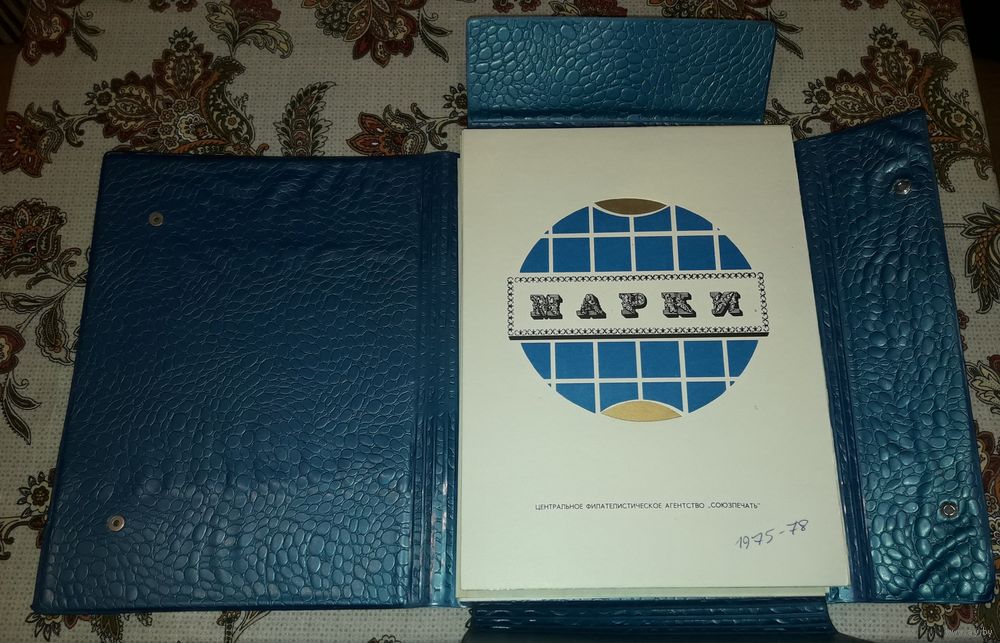 МАРКИ
ЦЕНТРАЛЬНОЕ ФИЛАТЕЛИСТИЧЕСКОЕ АГЕНТСТВО „СОЮЗПЕЧАТЬ"
1975-78